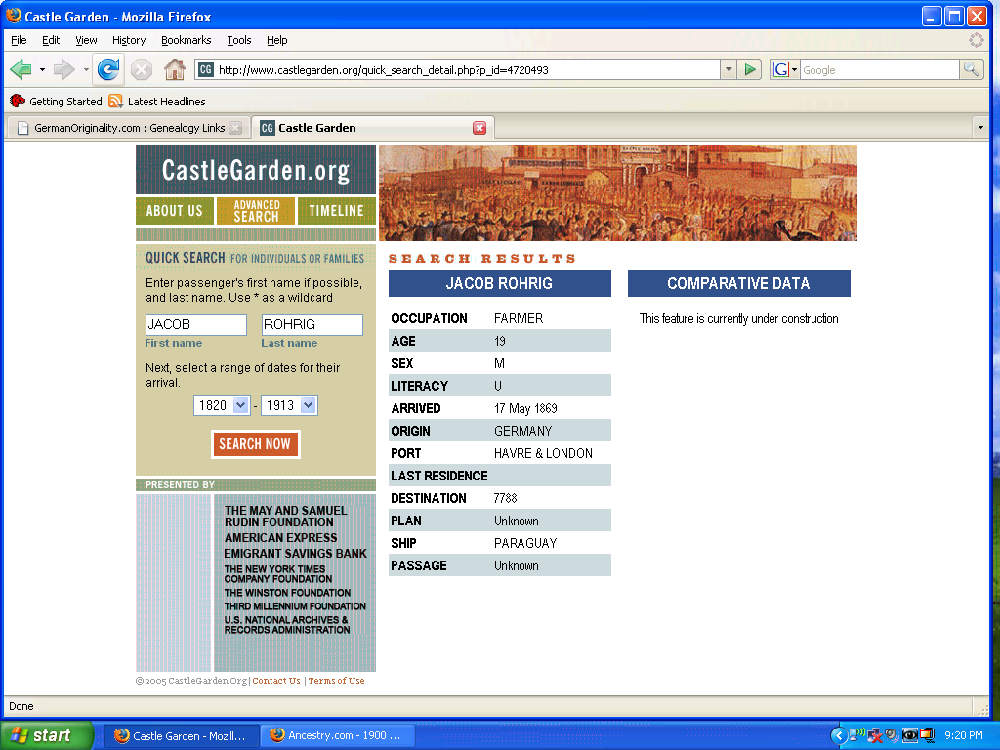 Castle Garden - Mozilla Firefox
File Edit View History Bookmarks Tools Help
CG http://www.castlegarden.org/quick_search_detail.php?p_id=4720493
G Google
Getting Started Latest Headlines
GermanOriginality.com : Genealogy Links
CG Castle Garden
CastleGarden.org
ABOUT US
ADVANCED
SEARCH
TIMELINE
QUICK SEARCH FOR INDIVIDUALS OR FAMILIES
Enter passenger's first name if possible,
and last name. Use * as a wildcard
JACOB ROHRIG
First name Last name
Next, select a range of dates for their
arrival.
1820 - 1913
SEARCH NOW
PRESENTED BY
THE MAY AND SAMUEL
RUDIN FOUNDATION
AMERICAN EXPRESS
EMIGRANT SAVINGS BANK
THE NEW YORK TIMES
COMPANY FOUNDATION
THE WINSTON FOUNDATION
THIRD MILLENNIUM FOUNDATION
U.S. NATIONAL ARCHIVES &
RECORDS ADMINISTRATION
©2005 CastleGarden.Org| Contact Us | Terms of Use
SEARCH RESULTS
JACOB ROHRIG
OCCUPATION FARMER
AGE 19
SEX M
LITERACY U
ARRIVED 17 May 1869
ORIGIN GERMANY
PORT HAVRE & LONDON
LAST RESIDENCE
DESTINATION 7788
PLAN Unknown
SHIP PARAGUAY
PASSAGE Unknown
COMPARATIVE DATA
This feature is currently under construction
Done
start
Castle Garden - Mozill...
Ancestry.com - 1900 ...
9:20 PM